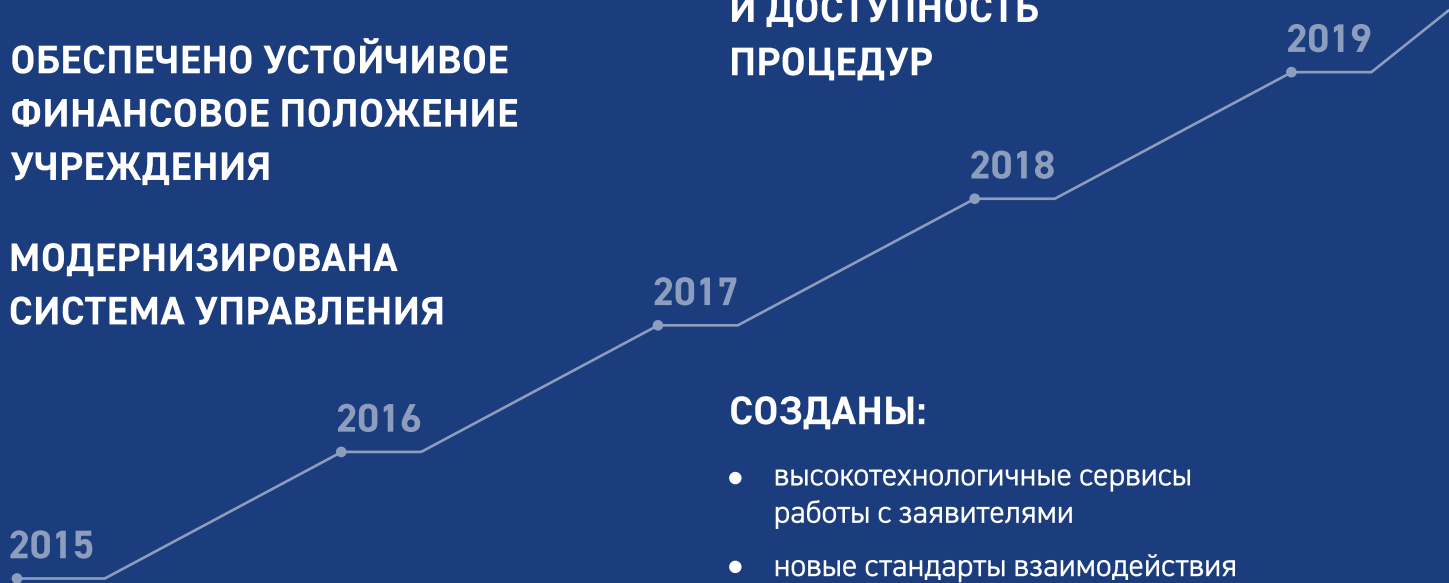 И ДОСТУПНОСТЬ
ПРОЦЕДУР
ОБЕСПЕЧЕНО УСТОЙЧИВОЕ
ФИНАНСОВОЕ ПОЛОЖЕНИЕ
УЧРЕЖДЕНИЯ
МОДЕРНИЗИРОВАНА
СИСТЕМА УПРАВЛЕНИЯ
2019
2018
2017
2016
2015
СОЗДАНЫ:
• высокотехнологичные сервисы
работы с заявителями
• новые стандарты взаимодействия